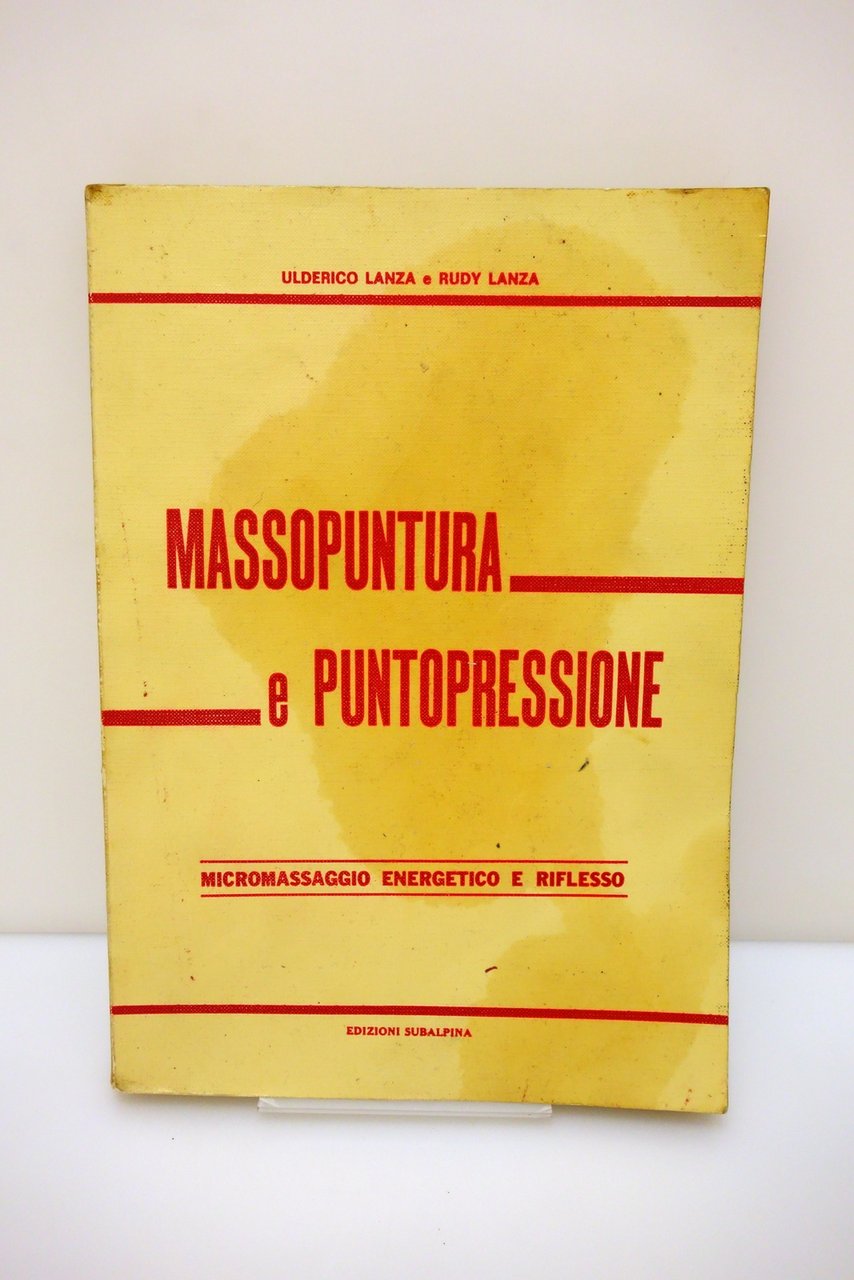 ULDERICO LANZA e RUDY LANZA
MASSOPUNTURA
e PUNTOPRESSIONE
MICROMASSAGGIO ENERGETICO E RIFLESSO
EDIZIONI SUBALPINA